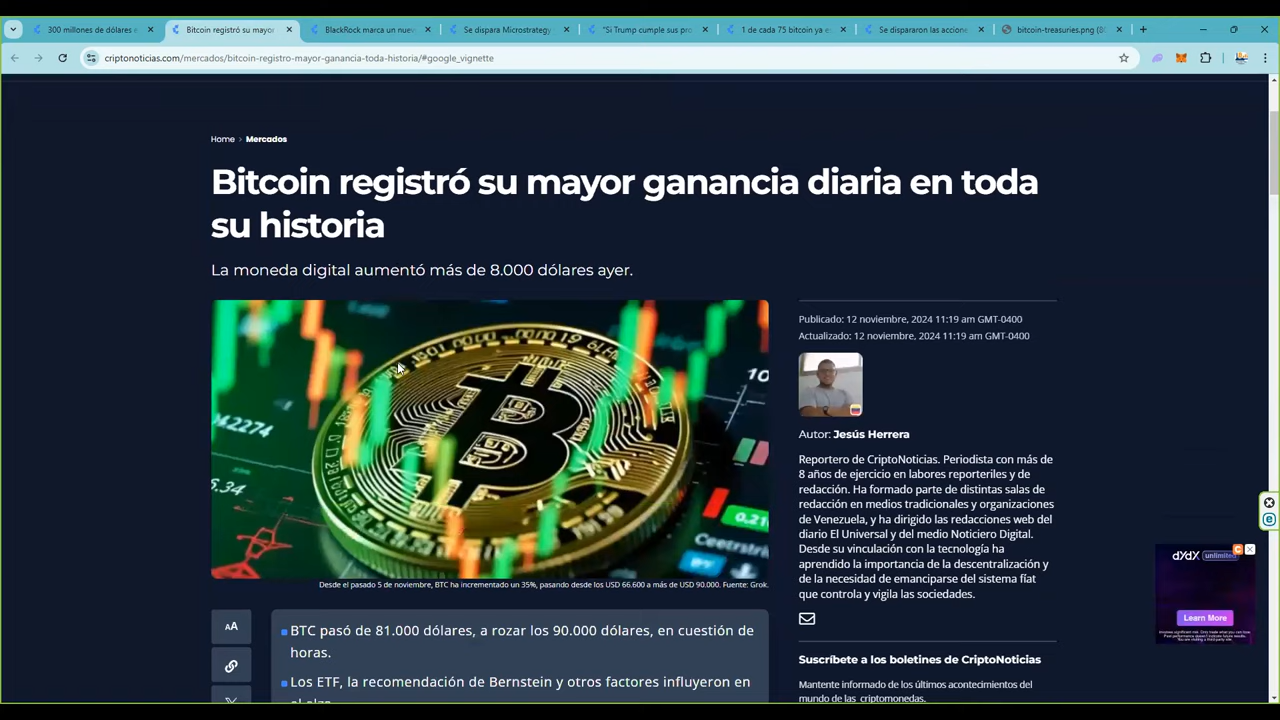 300 millones de dólares e
Bitcoin registró su mayor
BlackRock marca un nuev
Se dispara Microstrategy
"Si Trump cumple sus pro
1 de cada 75 bitcoin ya es
Se dispararon las accione
bitcoin-treasuries.png (8
criptonoticias.com/mercados/bitcoin-registro-mayor-ganancia-toda-historia/#google_vignette
Home > Mercados
Bitcoin registró su mayor ganancia diaria en toda
su historia
La moneda digital aumentó más de 8.000 dólares ayer.
Publicado: 12 noviembre, 2024 11:19 am GMT-0400
Actualizado: 12 noviembre, 2024 11:19 am GMT-0400
Autor: Jesús Herrera
Reportero de CriptoNoticias. Periodista con más de
8 años de ejercicio en labores reporteriles y de
redacción. Ha formado parte de distintas salas de
redacción en medios tradicionales y organizaciones
de Venezuela, y ha dirigido las redacciones web del
diario El Universal y del medio Noticiero Digital.
Desde su vinculación con la tecnología ha
aprendido la importancia de la descentralización y
de la necesidad de emanciparse del sistema fíat
que controla y vigila las sociedades.
Desde el pasado 5 de noviembre, BTC ha incrementado un 35%, pasando desde los USD 66.600 a más de USD 90.000. Fuente: Grok.
AA
BTC pasó de 81.000 dólares, a rozar los 90.000 dólares, en cuestión de
horas.
Los ETF, la recomendación de Bernstein y otros factores influyeron en
el alza.
Suscríbete a los boletines de CriptoNoticias
Mantente informado de los últimos acontecimientos del
mundo de las criptomonedas.
dYdX unlimited
Learn More